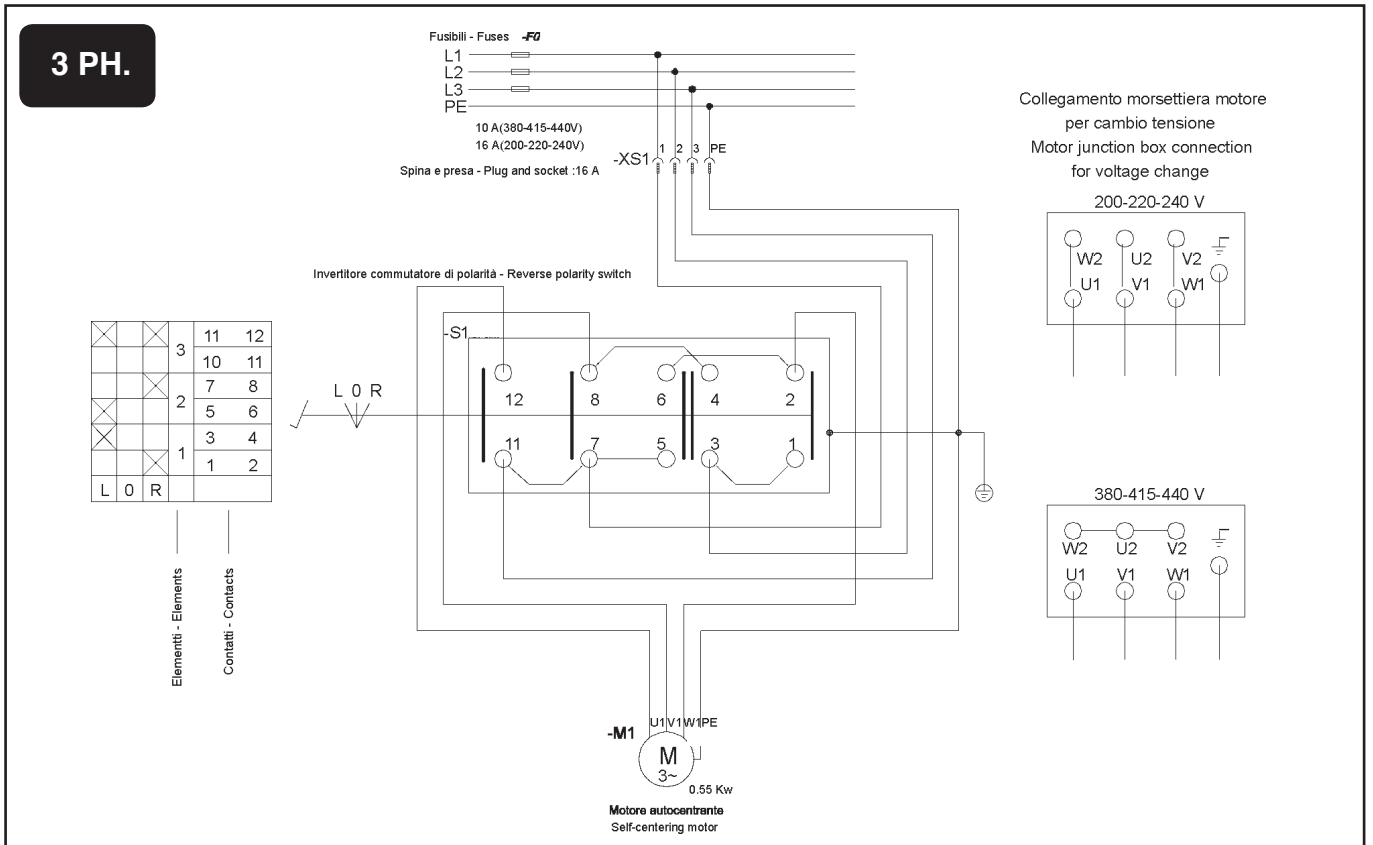 3 PH.
Fusibili - Fuses -F0
L1
L2
L3
PE
10 A(380-415-440V)
16 A(200-220-240V)
-XS1 1 2 3 PE
Spina e presa - Plug and socket :16 A
Collegamento morsettiera motore
per cambio tensione
Motor junction box connection
for voltage change
200-220-240 V
W2 U2 V2
U1 V1 W1
Invertitore commutatore di polarità - Reverse polarity switch
-S1
12 8 6 4 2
11 7 5 3 1
L 0 R
3 11 12
10 11
7 8
2 5 6
3 4
1 1 2
L 0 R
Elementti - Elements
Contatti - Contacts
380-415-440 V
W2 U2 V2
U1 V1 W1
U1 V1 W1 PE
-M1
M
3~
0.55 Kw
Motore autocentrante
Self-centering motor